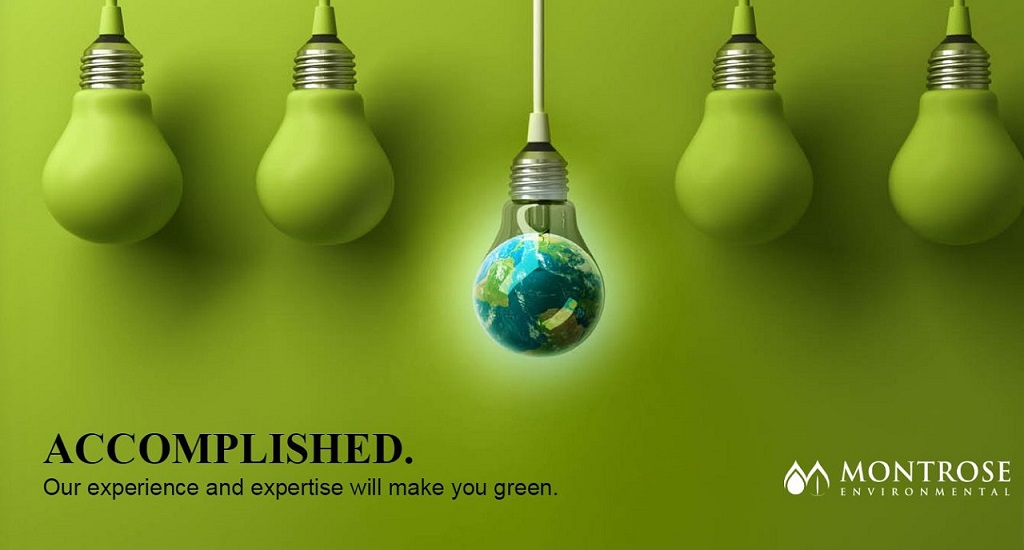 ACCOMPLISHED.
Our experience and expertise will make you green.
MONTROSE
ENVIRONMENTAL